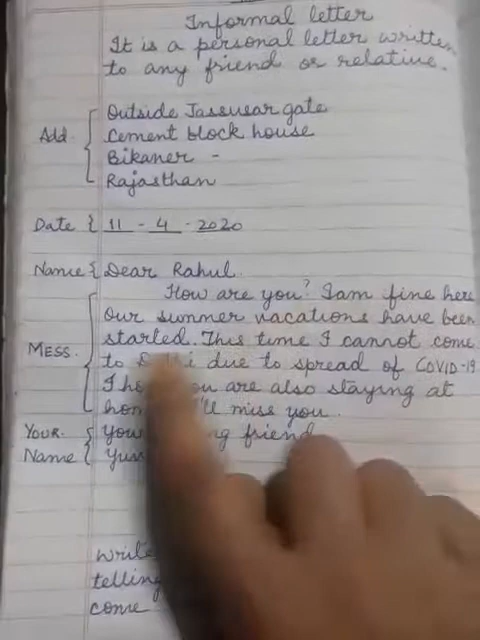 Informal letter
It is a personal letter written
to any friend or relative.
Add Outside Jassusar gate
Cement block house
Bikaner -
Rajasthan
Date 11 - 4 - 2020
Name Dear Rahul.
How are you? I am fine here
Our summer vacations have been
MESS. started. This time I cannot come
to due to spread of COVID-19
I you are also staying at
miss you.
YOUR friend
Name
write
telling
come